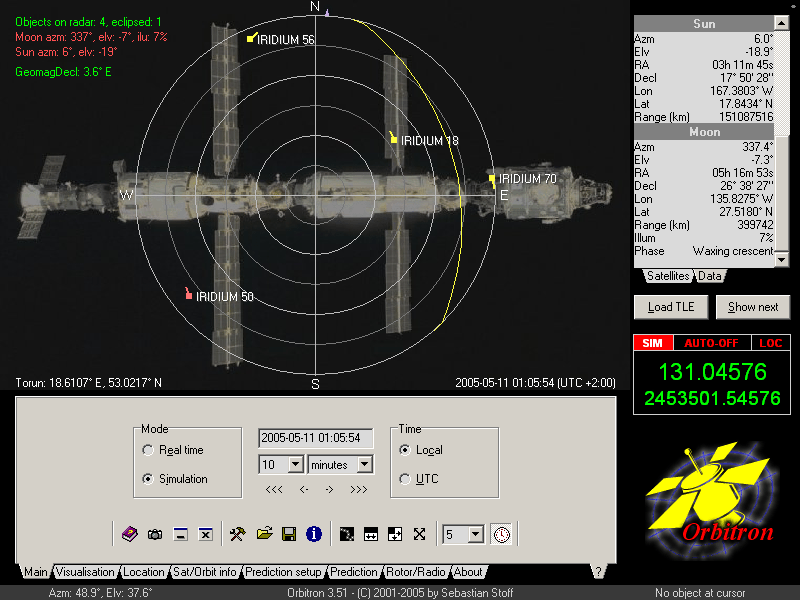 Objects on radar: 4, eclipsed: 1
Moon azm: 337°, elv: -7°, ilu: 7%
Sun azm: 6°, elv: -19°
GeomagDecl: 3.6° E
N
IRIDIUM 56
IRIDIUM 18
IRIDIUM 70
W
E
IRIDIUM 50
S
Torun: 18.6107° E, 53.0217° N
2005-05-11 01:05:54 (UTC +2:00)
Sun
Azm 6.0°
Elv -18.9°
RA 03h 11m 45s
Decl 17° 50' 28"
Lon 167.3803° W
Lat 17.8434° N
Range (km) 151087516
Moon
Azm 337.4°
Elv -7.3°
RA 05h 16m 53s
Decl 26° 38' 27"
Lon 135.8275° W
Lat 27.5180° N
Range (km) 399742
Illum 7%
Phase Waxing crescent
Satellites Data
Load TLE Show next
SIM AUTO-OFF LOC
131.04576
2453501.54576
Orbitron
Mode
Real time
Simulation
2005-05-11 01:05:54
10 minutes
<<< <- -> >>>
Time
Local
UTC
5
Main Visualisation Location Sat/Orbit info Prediction setup Prediction Rotor/Radio About ?
Azm: 48.9°, Elv: 37.6° Orbitron 3.51 - (C) 2001-2005 by Sebastian Stoff No object at cursor